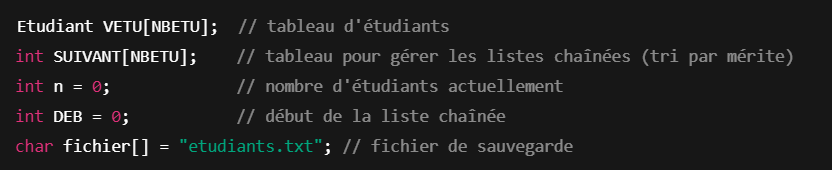 Etudiant VETU[NBETU];  // tableau d'étudiants
int SUIVANT[NBETU];    // tableau pour gérer les listes chaînées (tri par mérite)
int n = 0;             // nombre d'étudiants actuellement
int DEB = 0;           // début de la liste chaînée
char fichier[] = "etudiants.txt"; // fichier de sauvegarde